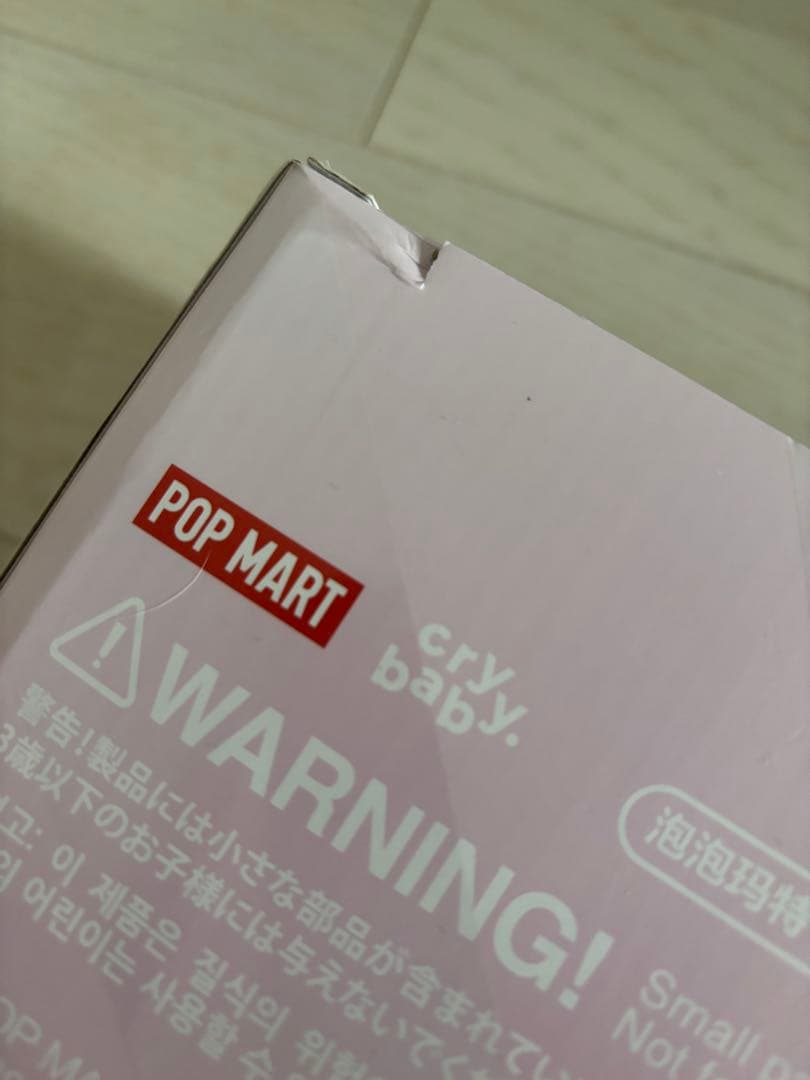 POP MART
cry
baby.
WARNING!
警告!製品には小さな部品が含まれてい
3歳以下のお子様には与えないでく
고: 이 제품은 질식의 위험
어린이는 사용할 수
泡泡玛特
Small
Not
OP MA